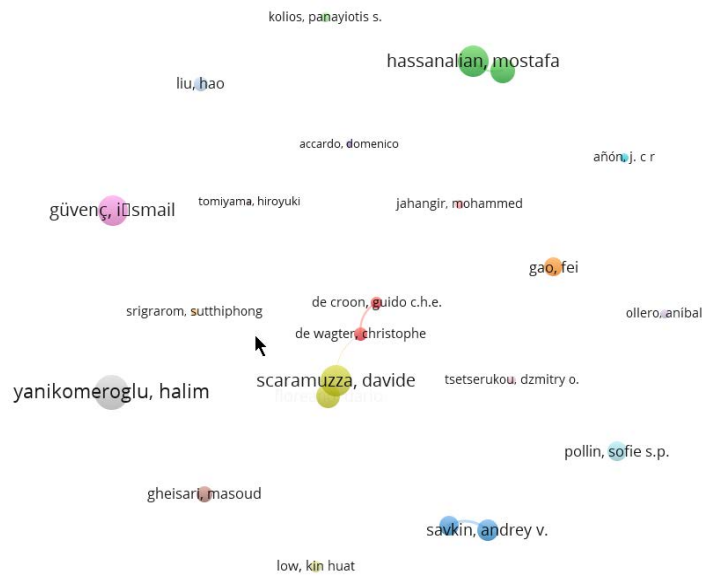 kolios, panayiotis s.
hassanalian, mostafa
liu, hao
accardo, domenico
añón, j. c r
tomiyama, hiroyuki
jahangir, mohammed
güvenç, i�smail
gao, fei
de croon, guido c.h.e.
srigrarom, sutthiphong
ollero, anibal
de wagter, christophe
scaramuzza, davide
tsetserukou, dzmitry o.
yanikomeroglu, halim
pollin, sofie s.p.
gheisari, masoud
savkin, andrey v.
low, kin huat